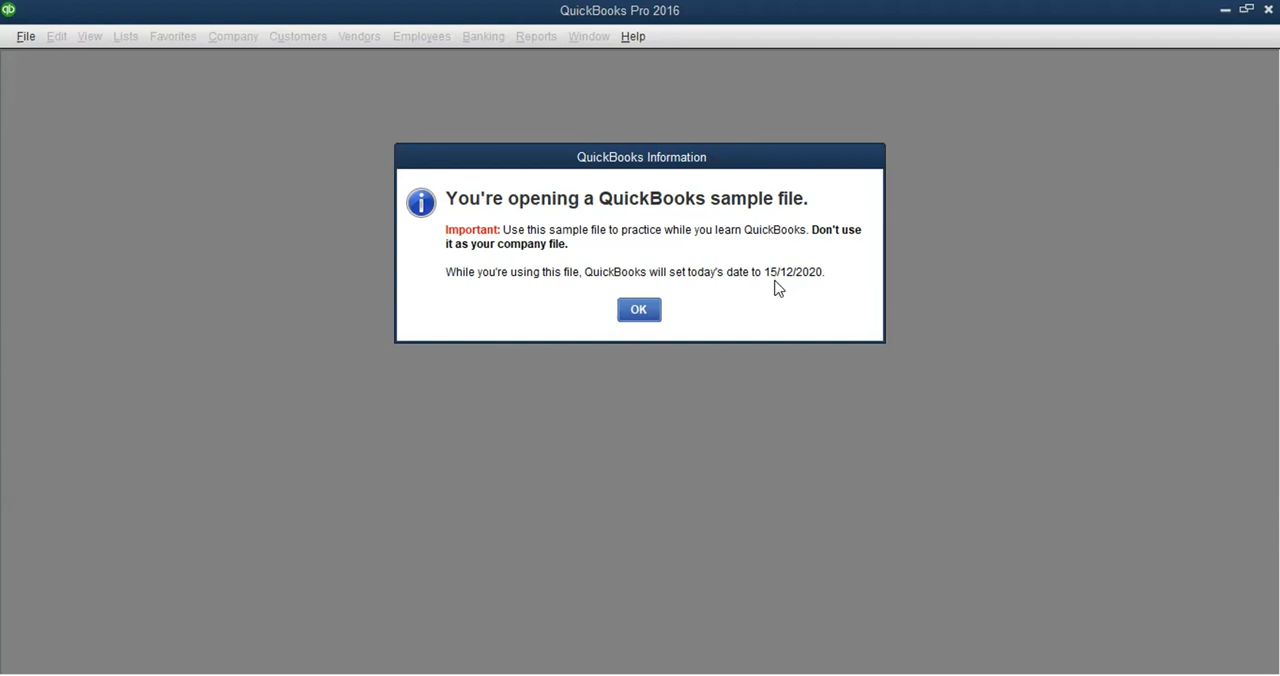 qb
QuickBooks Pro 2016
File Edit View Lists Favorites Company Customers Vendors Employees Banking Reports Window Help
QuickBooks Information
You're opening a QuickBooks sample file.
Important: Use this sample file to practice while you learn QuickBooks. Don't use
it as your company file.
While you're using this file, QuickBooks will set today's date to 15/12/2020.
OK